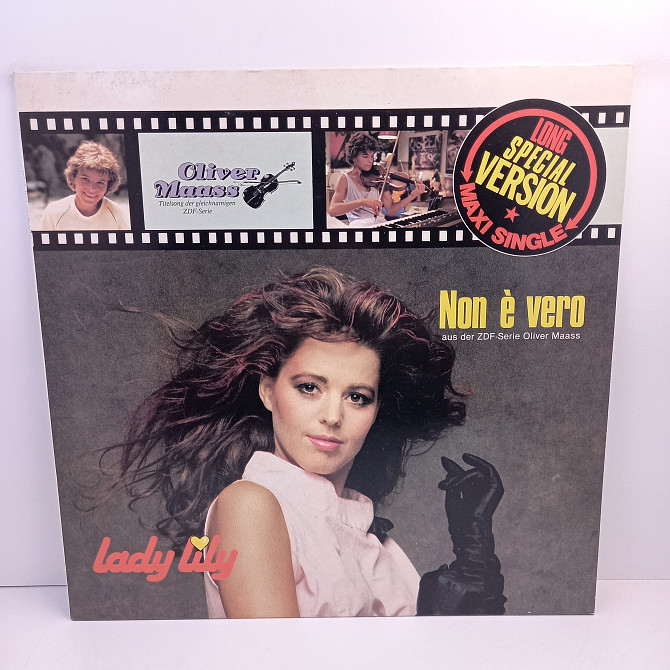 Oliver
Maass
Titelsong der gleichnamigen
ZDF-Serie
LONG
SPECIAL
VERSION
MAXI SINGLE
Non è vero
aus der ZDF-Serie Oliver Maass
lady lily